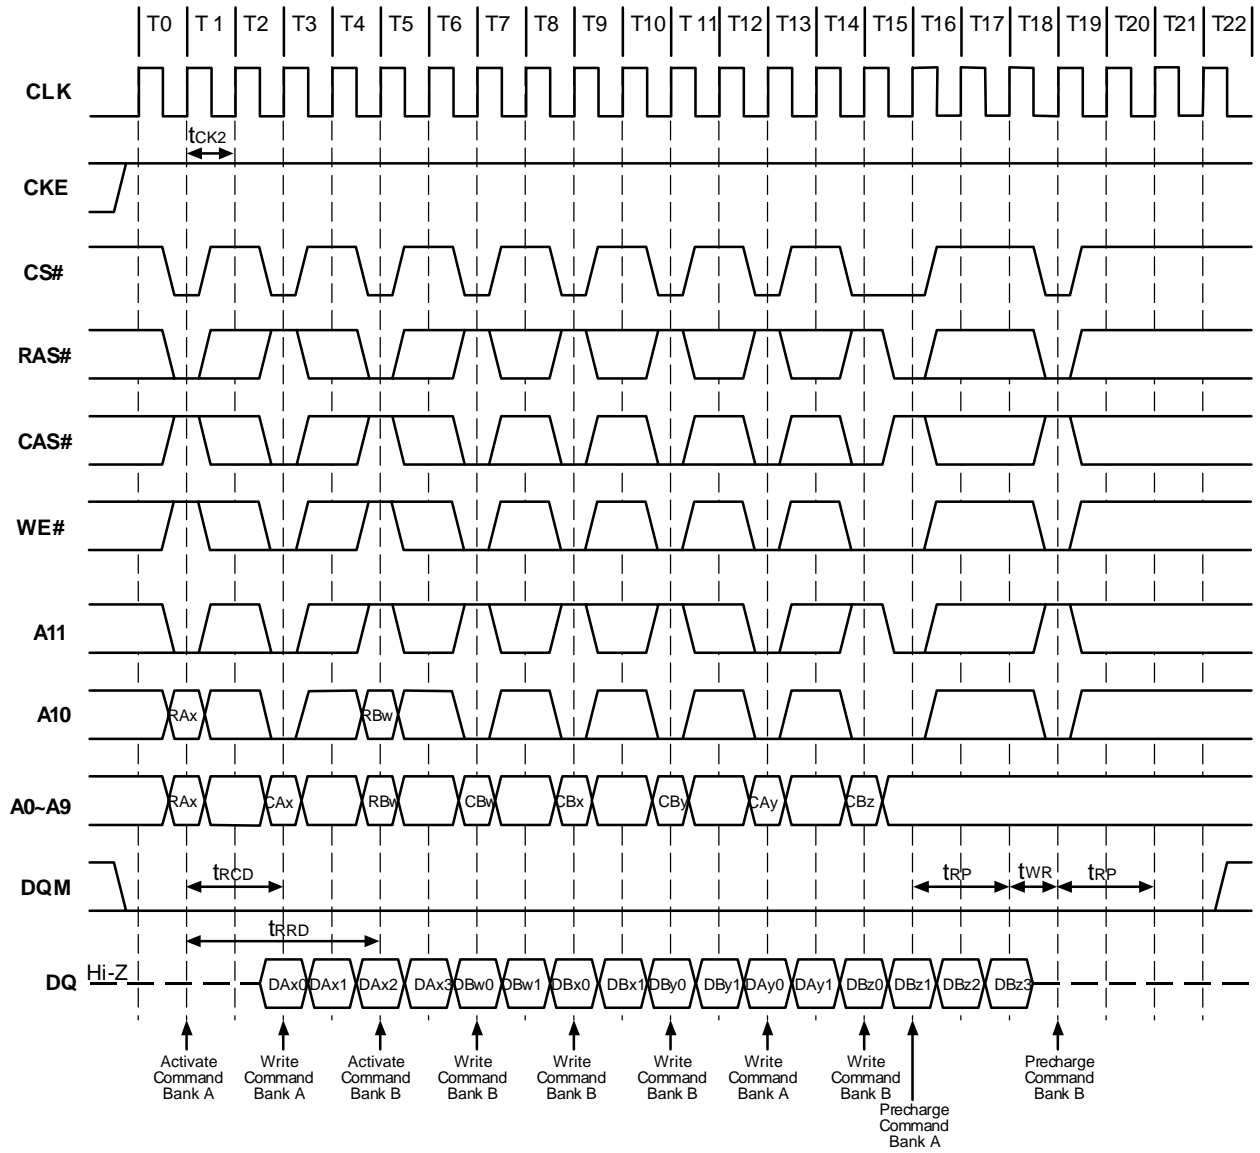 T0 T 1 T2 T3 T4 T5 T6 T7 T8 T9 T10 T 11 T12 T13 T14 T15 T16 T17 T18 T19 T20 T21 T22
CLK
tCK2
CKE
CS#
RAS#
CAS#
WE#
A11
A10
RAx RBw
A0~A9
RAx CAx RBw CBw CBx CBy CAy CBz
DQM
tRCD tRP tWR tRP
tRRD
DQ
Hi-Z
DAx0 DAx1 DAx2 DAx3 DBw0 DBw1 DBx0 DBx1 DBy0 DBy1 DAy0 DAy1 DBz0 DBz1 DBz2 DBz3
Activate
Command
Bank A
Write
Command
Bank A
Activate
Command
Bank B
Write
Command
Bank B
Write
Command
Bank B
Write
Command
Bank B
Write
Command
Bank A
Write
Command
Bank B
Precharge
Command
Bank A
Precharge
Command
Bank B